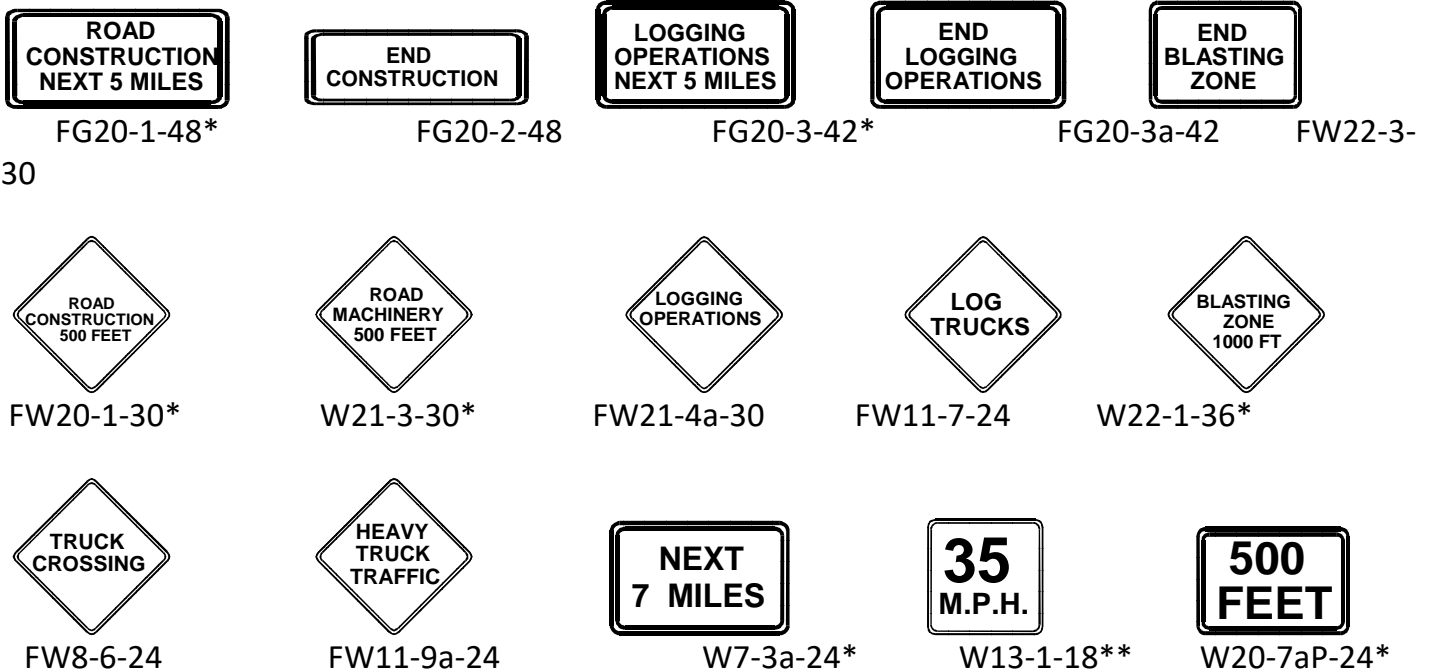 ROAD
CONSTRUCTION
NEXT 5 MILES
END
CONSTRUCTION
LOGGING
OPERATIONS
NEXT 5 MILES
END
LOGGING
OPERATIONS
END
BLASTING
ZONE
FG20-1-48* FG20-2-48 FG20-3-42* FG20-3a-42 FW22-3-
30
ROAD
CONSTRUCTION
500 FEET
ROAD
MACHINERY
500 FEET
LOGGING
OPERATIONS
LOG
TRUCKS
BLASTING
ZONE
1000 FT
FW20-1-30* W21-3-30* FW21-4a-30 FW11-7-24 W22-1-36*
TRUCK
CROSSING
HEAVY
TRUCK
TRAFFIC
NEXT
7 MILES
35
M.P.H.
500
FEET
FW8-6-24 FW11-9a-24 W7-3a-24* W13-1-18** W20-7aP-24*